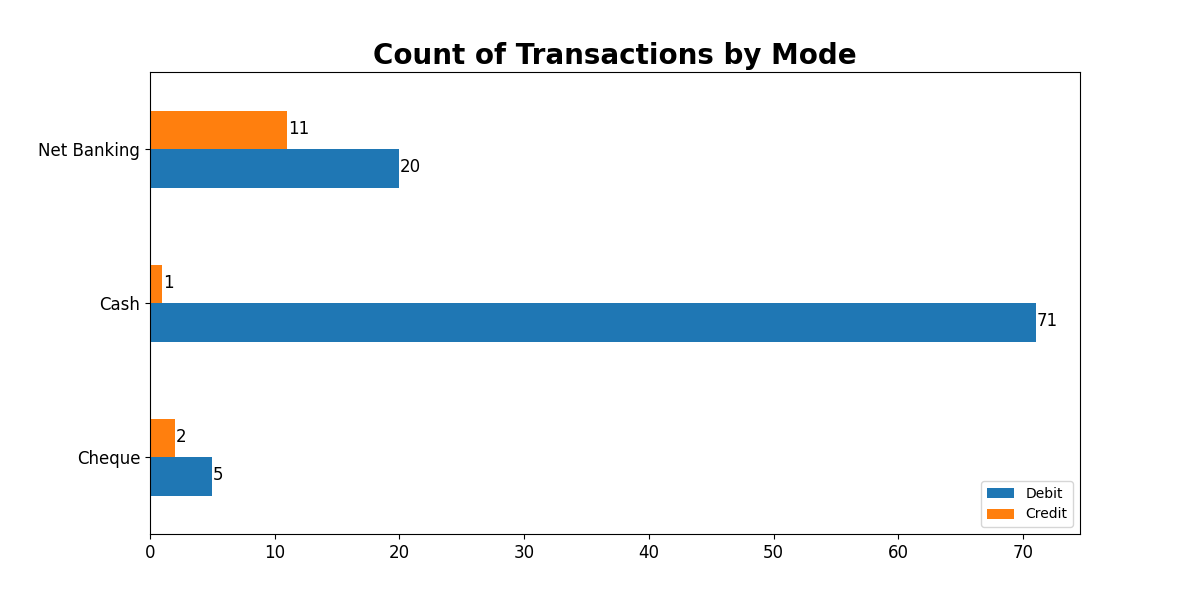 Count of Transactions by Mode
Net Banking
11
20
Cash
1
71
Cheque
2
5
Debit
Credit
0 10 20 30 40 50 60 70